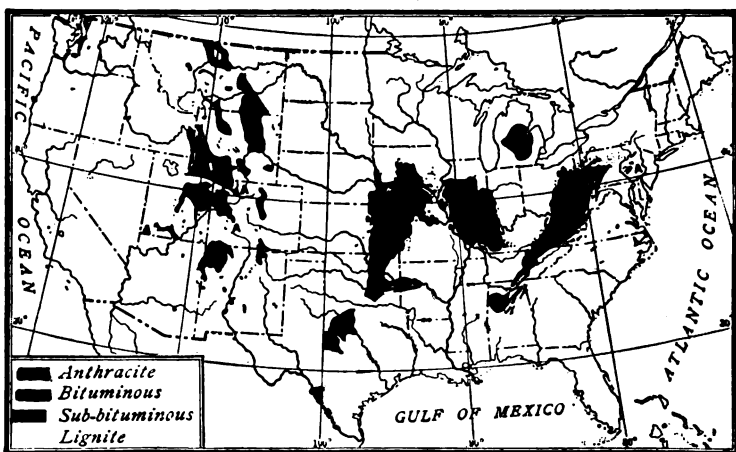 PACIFIC OCEAN
ATLANTIC OCEAN
GULF OF MEXICO
Anthracite
Bituminous
Sub-bituminous
Lignite